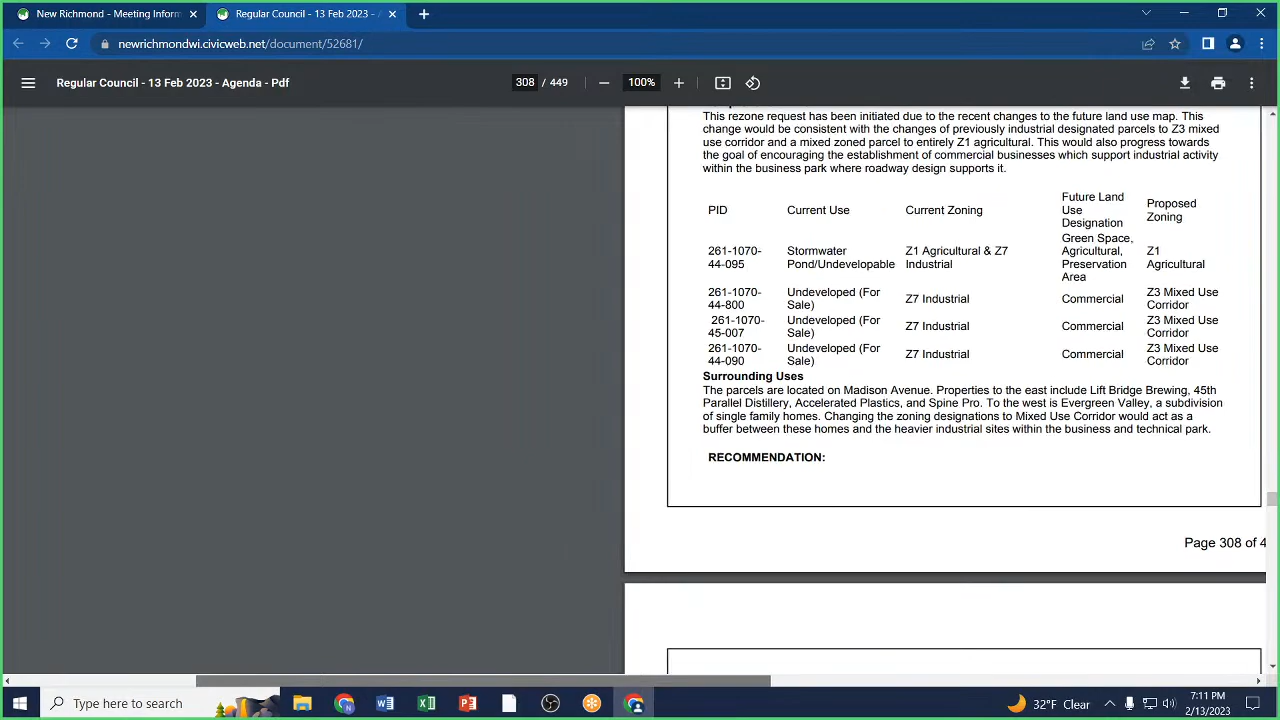 New Richmond - Meeting Inform
Regular Council - 13 Feb 2023 - A
newrichmondwi.civicweb.net/document/52681/
Regular Council - 13 Feb 2023 - Agenda - Pdf
308 / 449
100%
This rezone request has been initiated due to the recent changes to the future land use map. This
change would be consistent with the changes of previously industrial designated parcels to Z3 mixed
use corridor and a mixed zoned parcel to entirely Z1 agricultural. This would also progress towards
the goal of encouraging the establishment of commercial businesses which support industrial activity
within the business park where roadway design supports it.
PID
Current Use
Current Zoning
Future Land
Use
Designation
Proposed
Zoning
261-1070-
44-095
Stormwater
Pond/Undevelopable
Z1 Agricultural & Z7
Industrial
Green Space,
Agricultural,
Preservation
Area
Z1
Agricultural
261-1070-
44-800
Undeveloped (For
Sale)
Z7 Industrial
Commercial
Z3 Mixed Use
Corridor
261-1070-
45-007
Undeveloped (For
Sale)
Z7 Industrial
Commercial
Z3 Mixed Use
Corridor
261-1070-
44-090
Undeveloped (For
Sale)
Z7 Industrial
Commercial
Z3 Mixed Use
Corridor
Surrounding Uses
The parcels are located on Madison Avenue. Properties to the east include Lift Bridge Brewing, 45th
Parallel Distillery, Accelerated Plastics, and Spine Pro. To the west is Evergreen Valley, a subdivision
of single family homes. Changing the zoning designations to Mixed Use Corridor would act as a
buffer between these homes and the heavier industrial sites within the business and technical park.
RECOMMENDATION:
Page 308 of 4
Type here to search
32°F Clear
7:11 PM
2/13/2023